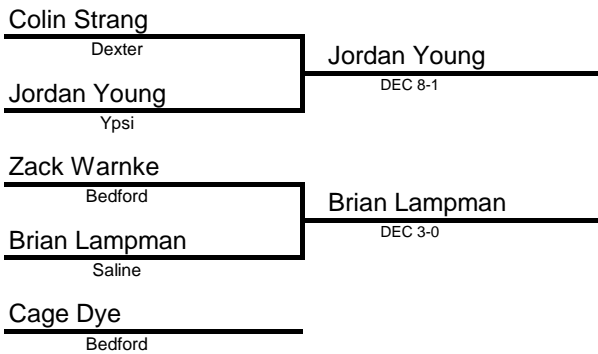 Colin Strang
Dexter
Jordan Young
DEC 8-1
Jordan Young
Ypsi
Zack Warnke
Bedford
Brian Lampman
DEC 3-0
Brian Lampman
Saline
Cage Dye
Bedford